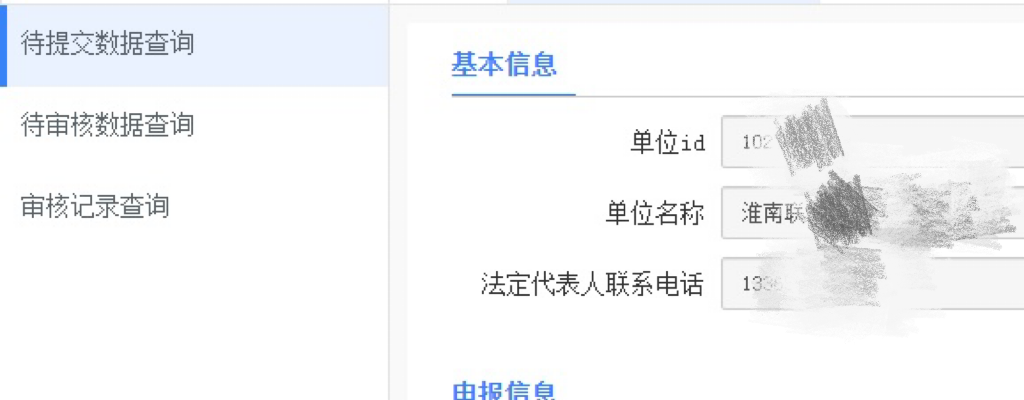 待提交数据查询
待审核数据查询
审核记录查询
基本信息
单位id 102
单位名称 淮南联
法定代表人联系电话 133
申报信息